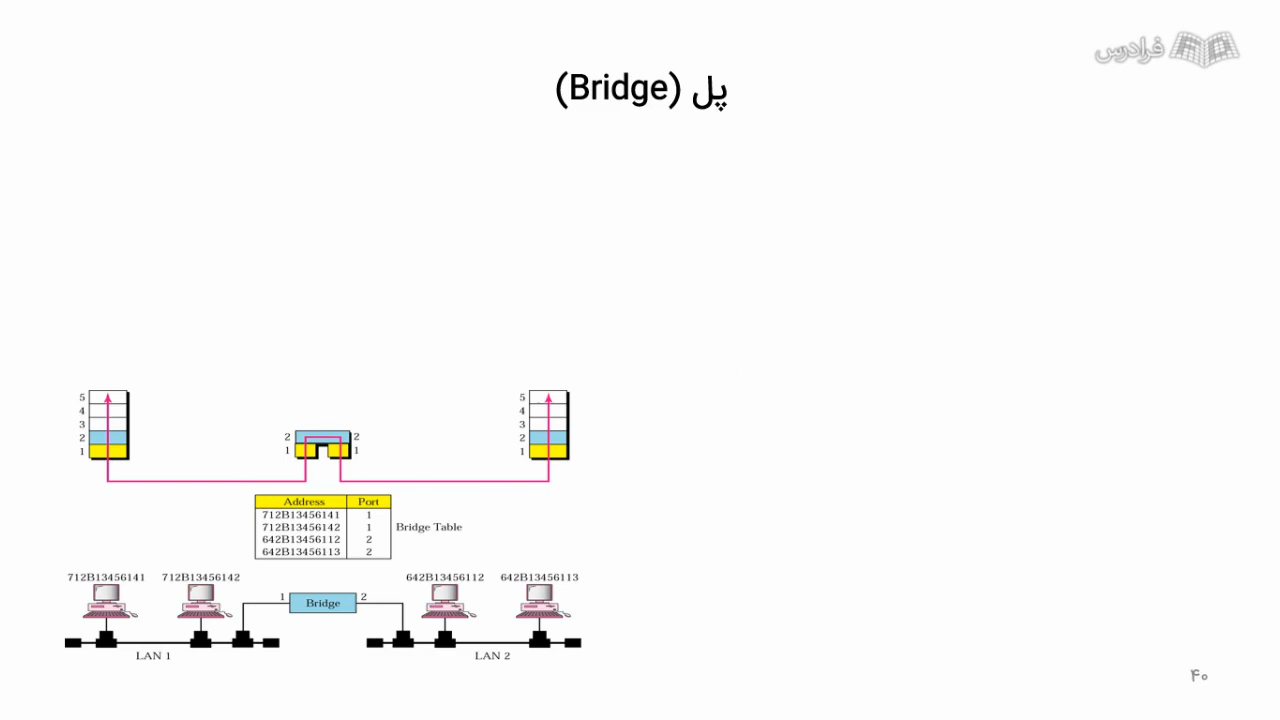 فرادرس
پل (Bridge)
5
4
3
2
1
2 2
1 1
5
4
3
2
1
Address Port
712B13456141 1
712B13456142 1
642B13456112 2
642B13456113 2
Bridge Table
712B13456141 712B13456142 642B13456112 642B13456113
1 Bridge 2
LAN 1 LAN 2
۴۰